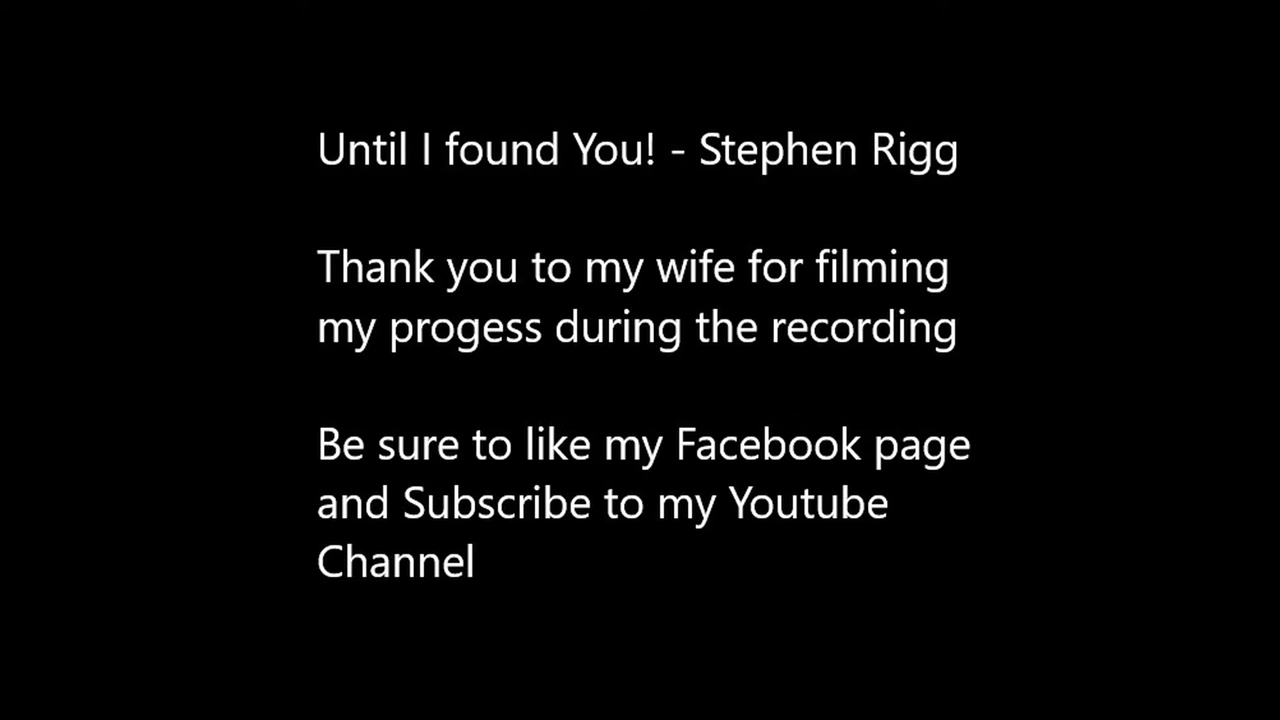 Until I found You! - Stephen Rigg
Thank you to my wife for filming
my progess during the recording
Be sure to like my Facebook page
and Subscribe to my Youtube
Channel